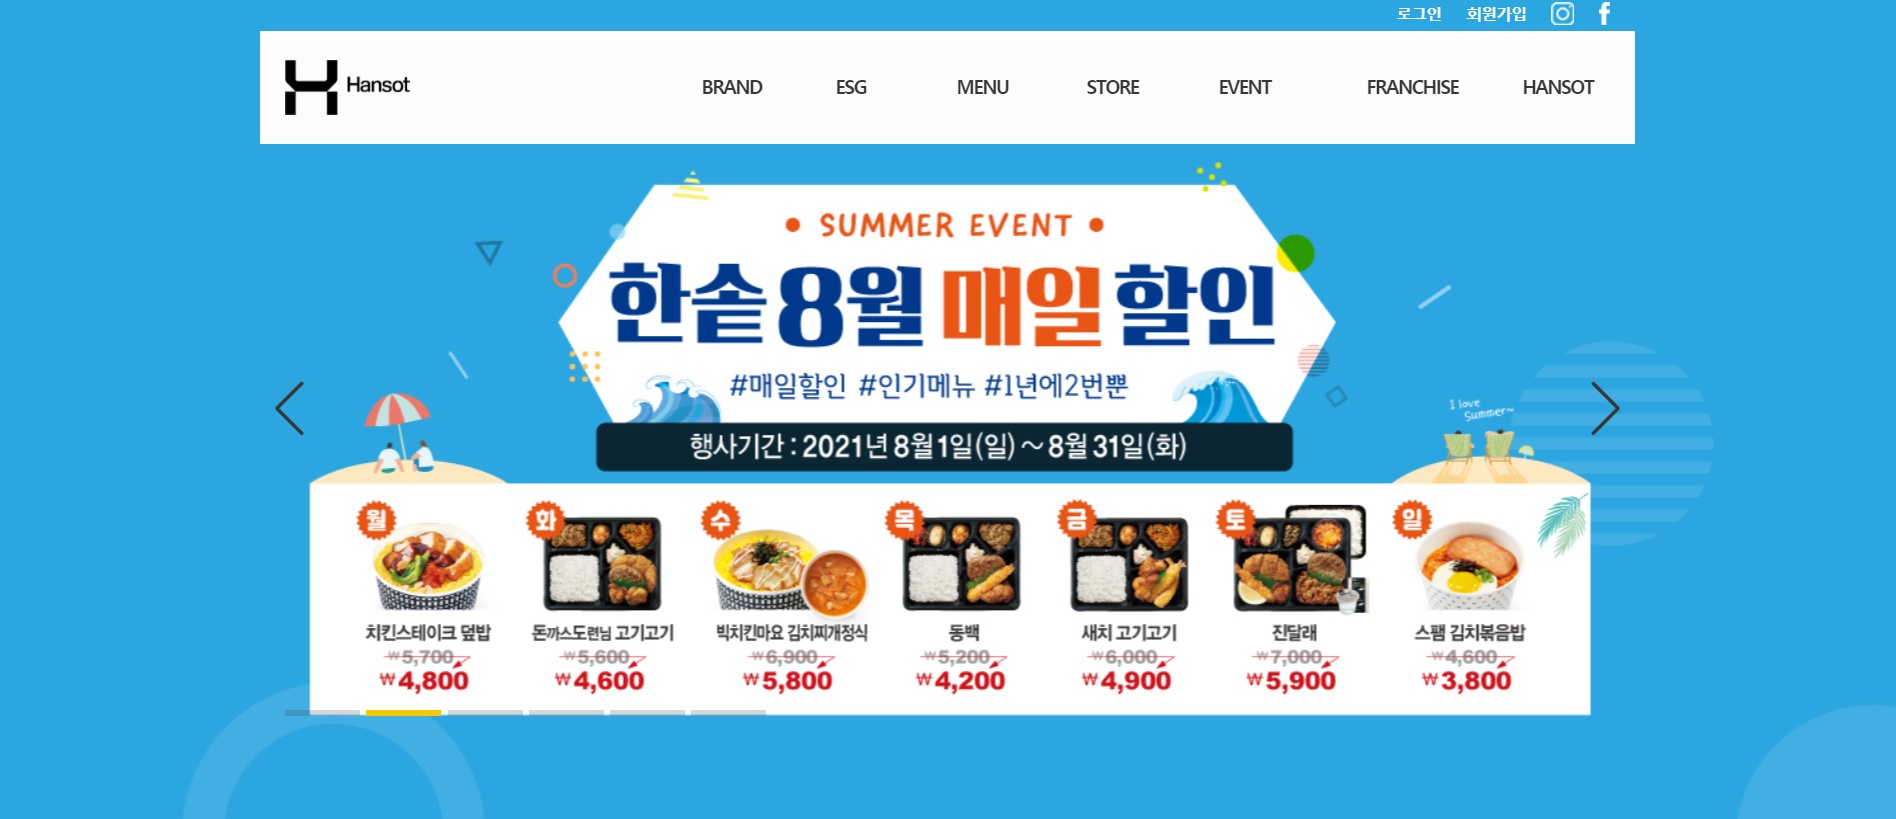 로그인 회원가입
Hansot
BRAND ESG MENU STORE EVENT FRANCHISE HANSOT
• SUMMER EVENT •
한솥 8월 매일 할인
#매일할인 #인기메뉴 #1년에2번뿐
행사기간 : 2021년 8월 1일(일) ~ 8월 31일(화)
I love
Summer~
월 화 수 목 금 토 일
치킨스테이크 덮밥 돈까스도련님 고기고기 빅치킨마요 김치찌개정식 동백 새치 고기고기 진달래 스팸 김치볶음밥
₩5,700 ₩5,600 ₩6,900 ₩5,200 ₩6,000 ₩7,000 ₩4,600
₩4,800 ₩4,600 ₩5,800 ₩4,200 ₩4,900 ₩5,900 ₩3,800